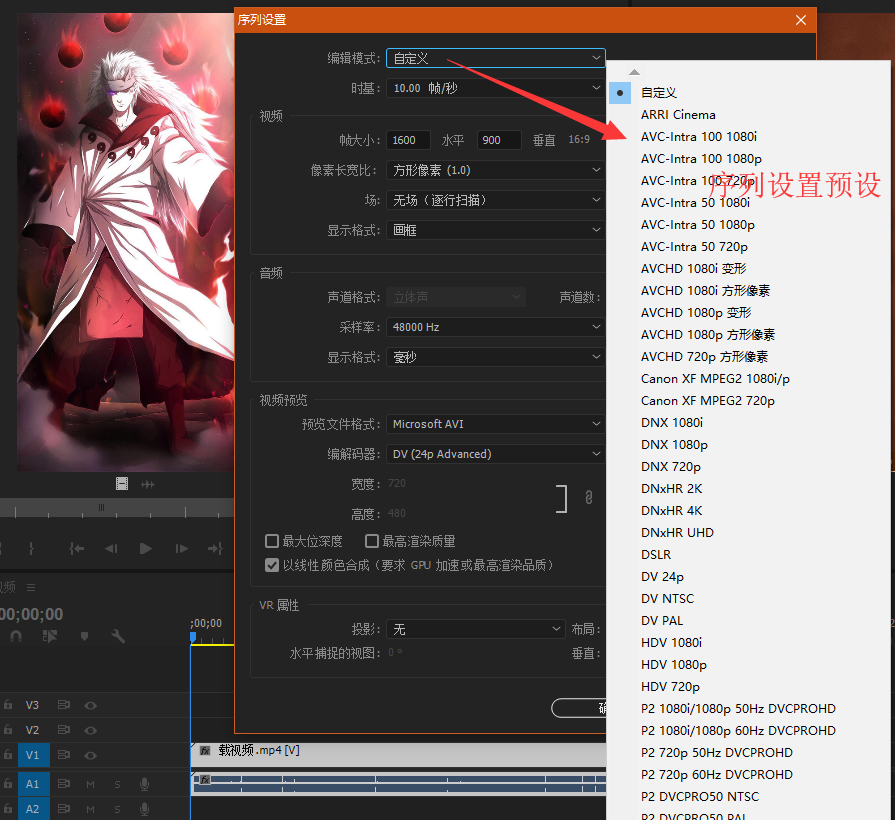 序列设置
编辑模式: 自定义
时基: 10.00 帧/秒
视频
帧大小: 1600 水平 900 垂直 16:9
像素长宽比: 方形像素 (1.0)
场: 无场（逐行扫描）
显示格式: 画框
音频
声道格式: 立体声 声道数:
采样率: 48000 Hz
显示格式: 毫秒
视频预览
预览文件格式: Microsoft AVI
编解码器: DV (24p Advanced)
宽度: 720
高度: 480
最大位深度 最高渲染质量
以线性颜色合成（要求 GPU 加速或最高渲染品质）
VR 属性
投影: 无 布局:
水平捕捉的视图: 0° 垂直:
自定义
ARRI Cinema
AVC-Intra 100 1080i
AVC-Intra 100 1080p
AVC-Intra 100 720p
序列设置预设
AVC-Intra 50 1080i
AVC-Intra 50 1080p
AVC-Intra 50 720p
AVCHD 1080i 变形
AVCHD 1080i 方形像素
AVCHD 1080p 变形
AVCHD 1080p 方形像素
AVCHD 720p 方形像素
Canon XF MPEG2 1080i/p
Canon XF MPEG2 720p
DNX 1080i
DNX 1080p
DNX 720p
DNxHR 2K
DNxHR 4K
DNxHR UHD
DSLR
DV 24p
DV NTSC
DV PAL
HDV 1080i
HDV 1080p
HDV 720p
P2 1080i/1080p 50Hz DVCPROHD
P2 1080i/1080p 60Hz DVCPROHD
P2 720p 50Hz DVCPROHD
P2 720p 60Hz DVCPROHD
P2 DVCPRO50 NTSC
P2 DVCPRO50 PAL
视频
00;00;00
;00;00
V3
V2
V1 fx 载视频.mp4 [V]
A1 M S fx
A2 M S